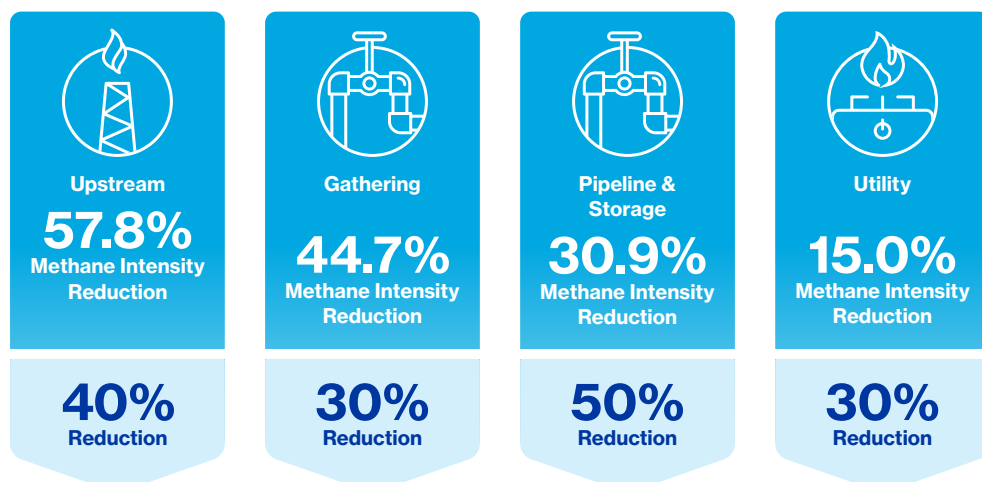 Upstream
57.8%
Methane Intensity
Reduction
40%
Reduction
Gathering
44.7%
Methane Intensity
Reduction
30%
Reduction
Pipeline &
Storage
30.9%
Methane Intensity
Reduction
50%
Reduction
Utility
15.0%
Methane Intensity
Reduction
30%
Reduction